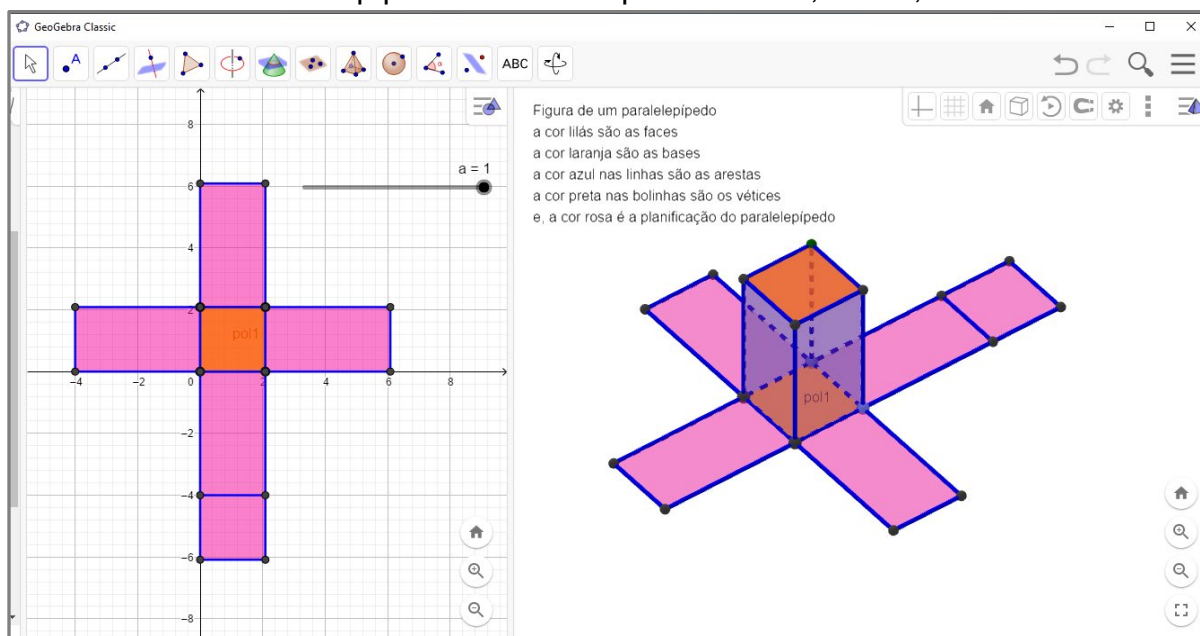 GeoGebra Classic
ABC
Figura de um paralelepípedo
a cor lilás são as faces
a cor laranja são as bases
a cor azul nas linhas são as arestas
a cor preta nas bolinhas são os vétices
e, a cor rosa é a planificação do paralelepípedo
a = 1
8
6
4
2
pol1
-4
-2
0
2
4
6
8
-2
-4
-6
-8
pol1